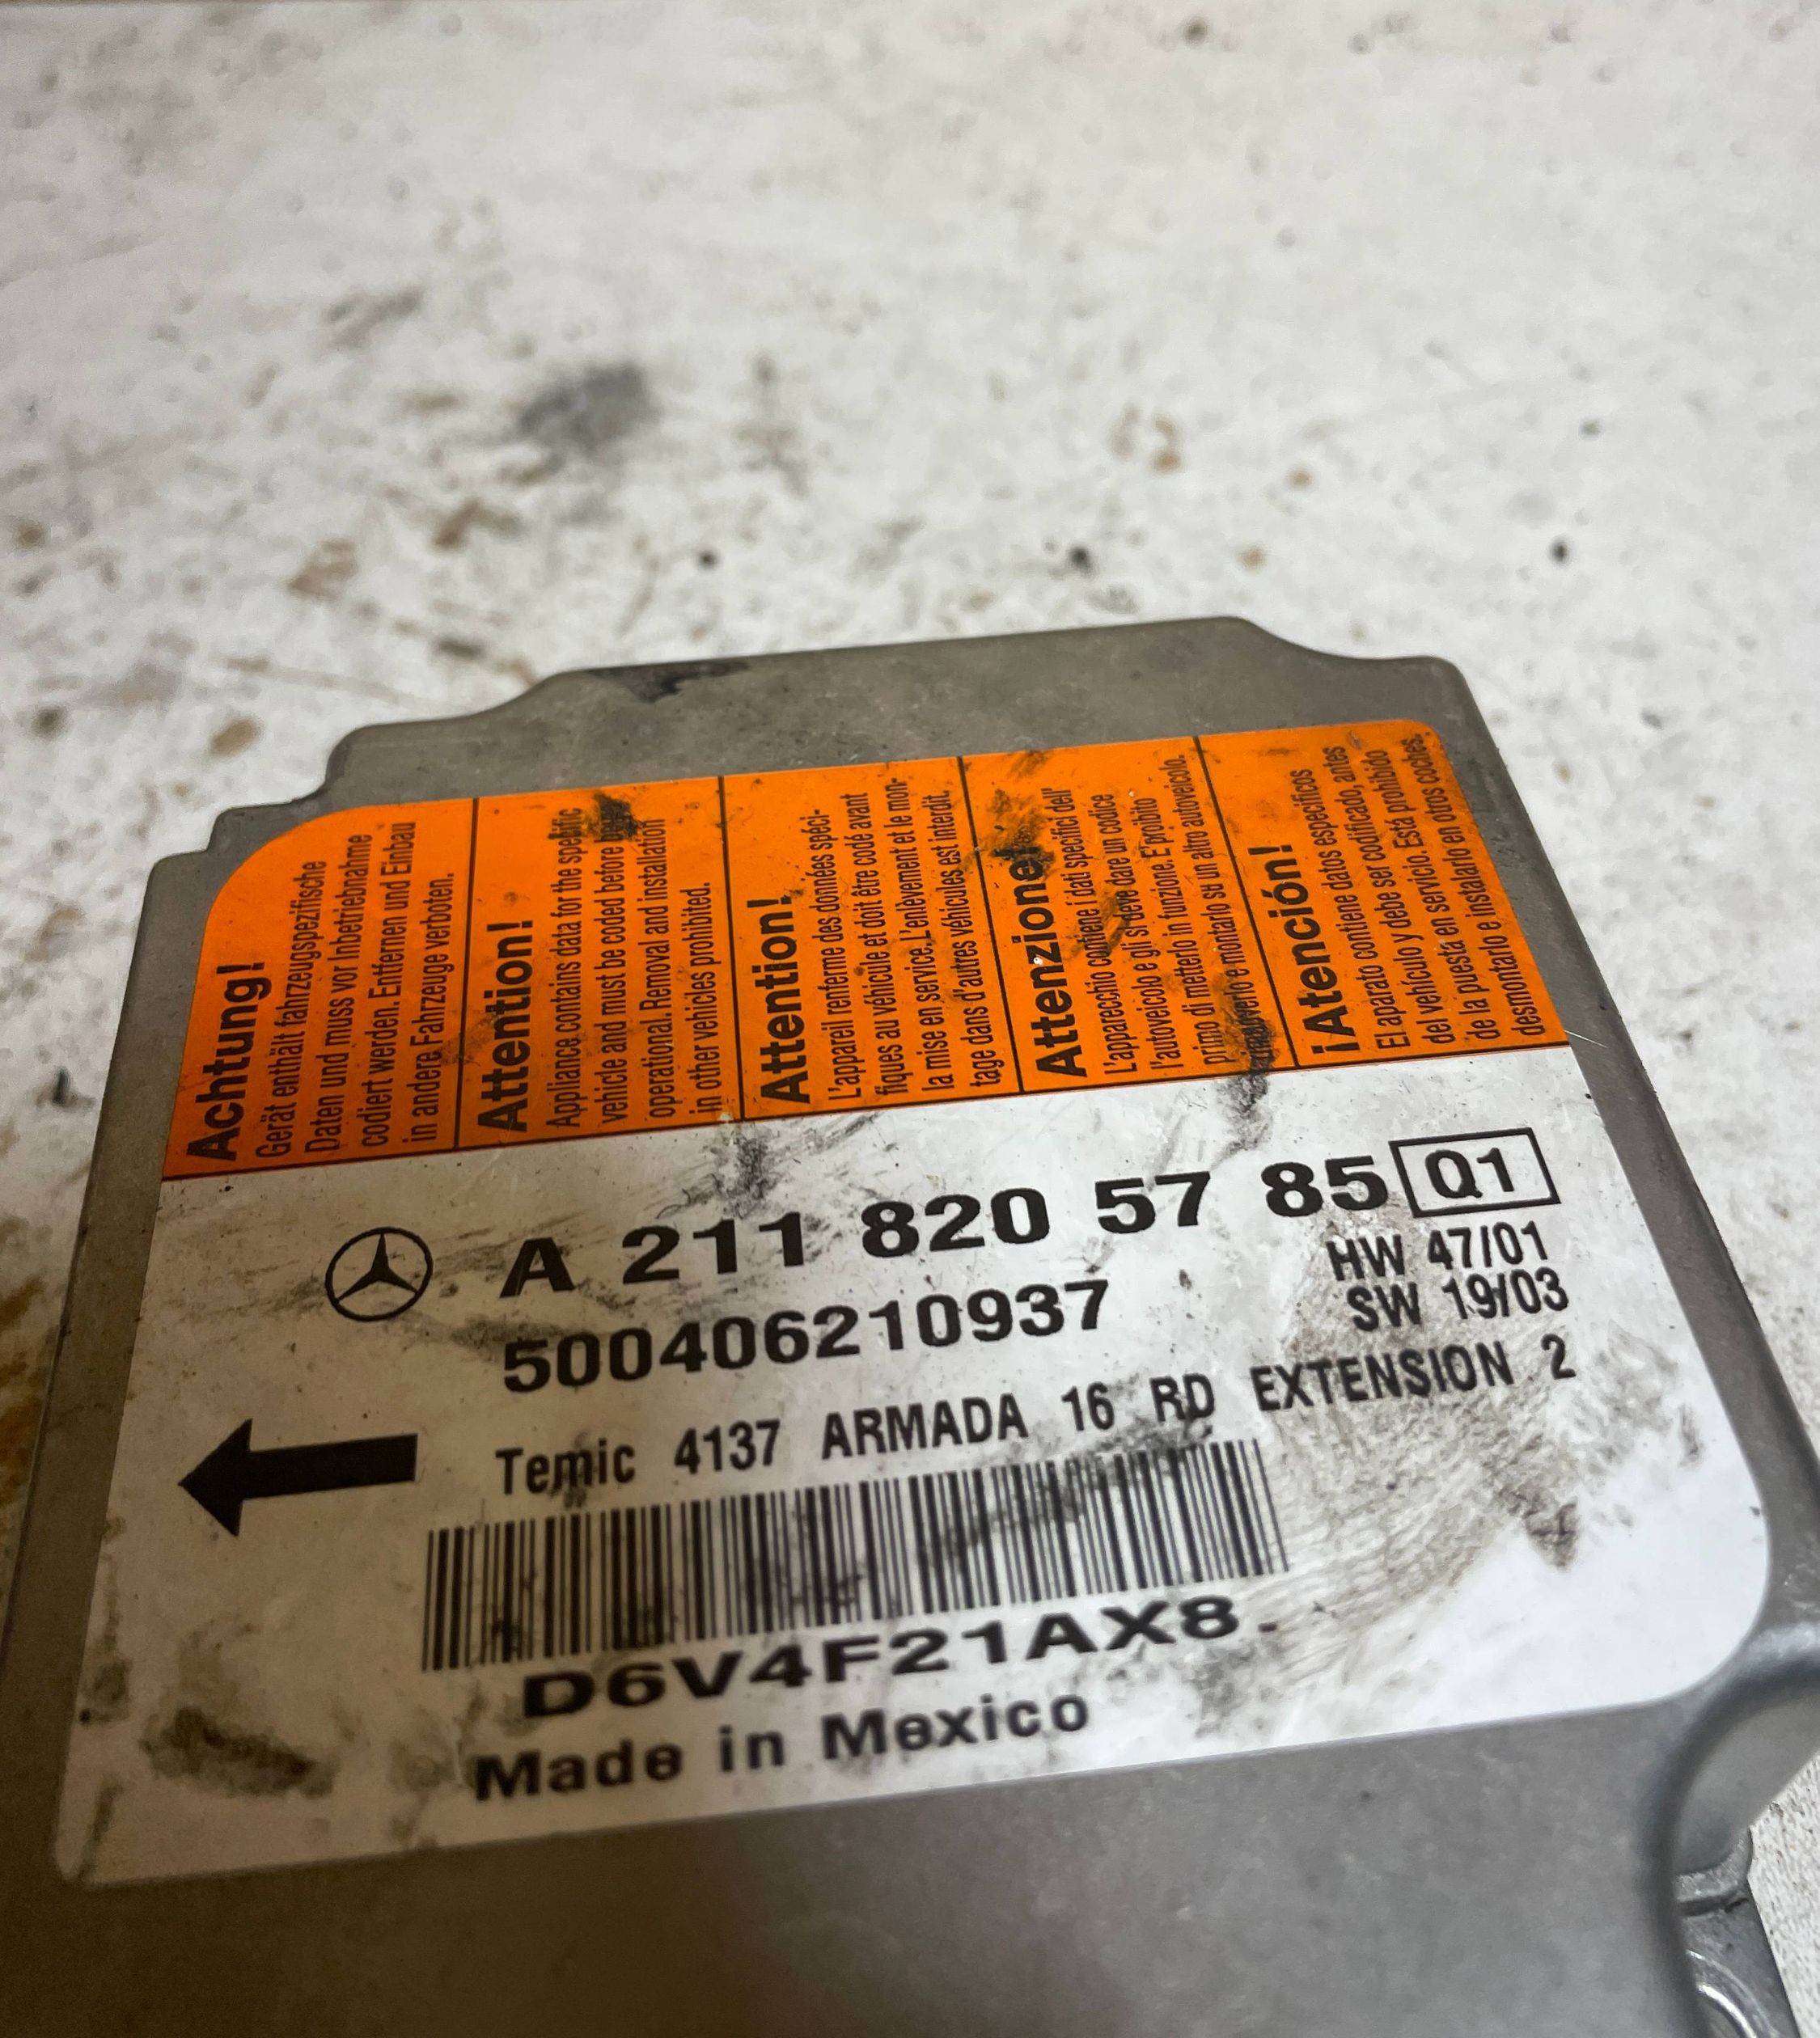 Achtung!
Gerät enthält fahrzeugspezifische
Daten und muss vor Inbetriebnahme
codiert werden. Entfernen und Einbau
in andere Fahrzeuge verboten.
Attention!
Appliance contains data for the specific
vehicle and must be coded before being
operational. Removal and installation
in other vehicles prohibited.
Attention!
L'appareil renferme des données spéci-
fiques au véhicule et doit être codé avant
la mise en service. L'enlèvement et le mon-
tage dans d'autres véhicules est interdit.
Attenzione!
L'apparecchio contiene i dati specifici dell'
l'autoveicolo e gli si deve dare un codice
primo di metterlo in funzione. E' proibito
e montarlo su un altro autoveicolo.
¡Atención!
El aparato contiene datos específicos
del vehículo y debe ser codificado, antes
de la puesta en servicio. Está prohibido
desmontarlo e instalarlo en otros coches.
A 211 820 57 85 Q1
HW 47/01
500406210937
SW 19/03
Temic 4137 ARMADA 16 RD EXTENSION 2
D6V4F21AX8.
Made in Mexico